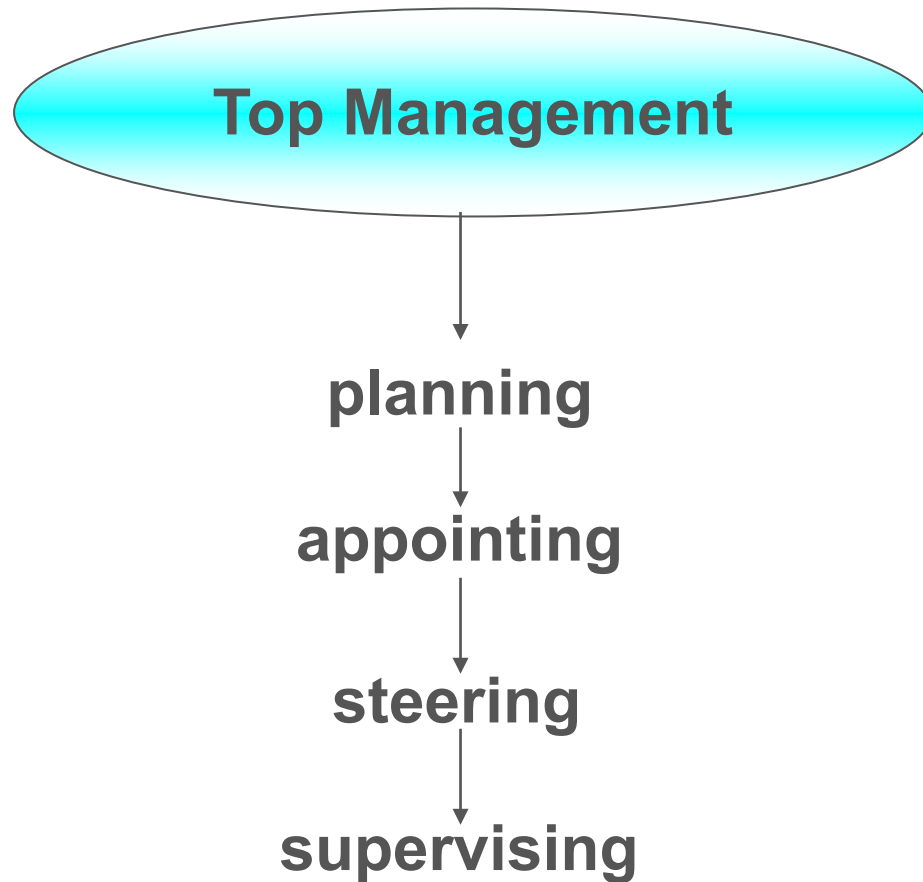 Top Management
planning
appointing
steering
supervising